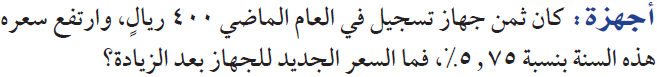 أجهزة: كان ثمن جهاز تسجيل في العام الماضي ٤٠٠ ريالٍ، وارتفع سعره
هذه السنة بنسبة ٧٥ , ٥٪، فما السعر الجديد للجهاز بعد الزيادة؟